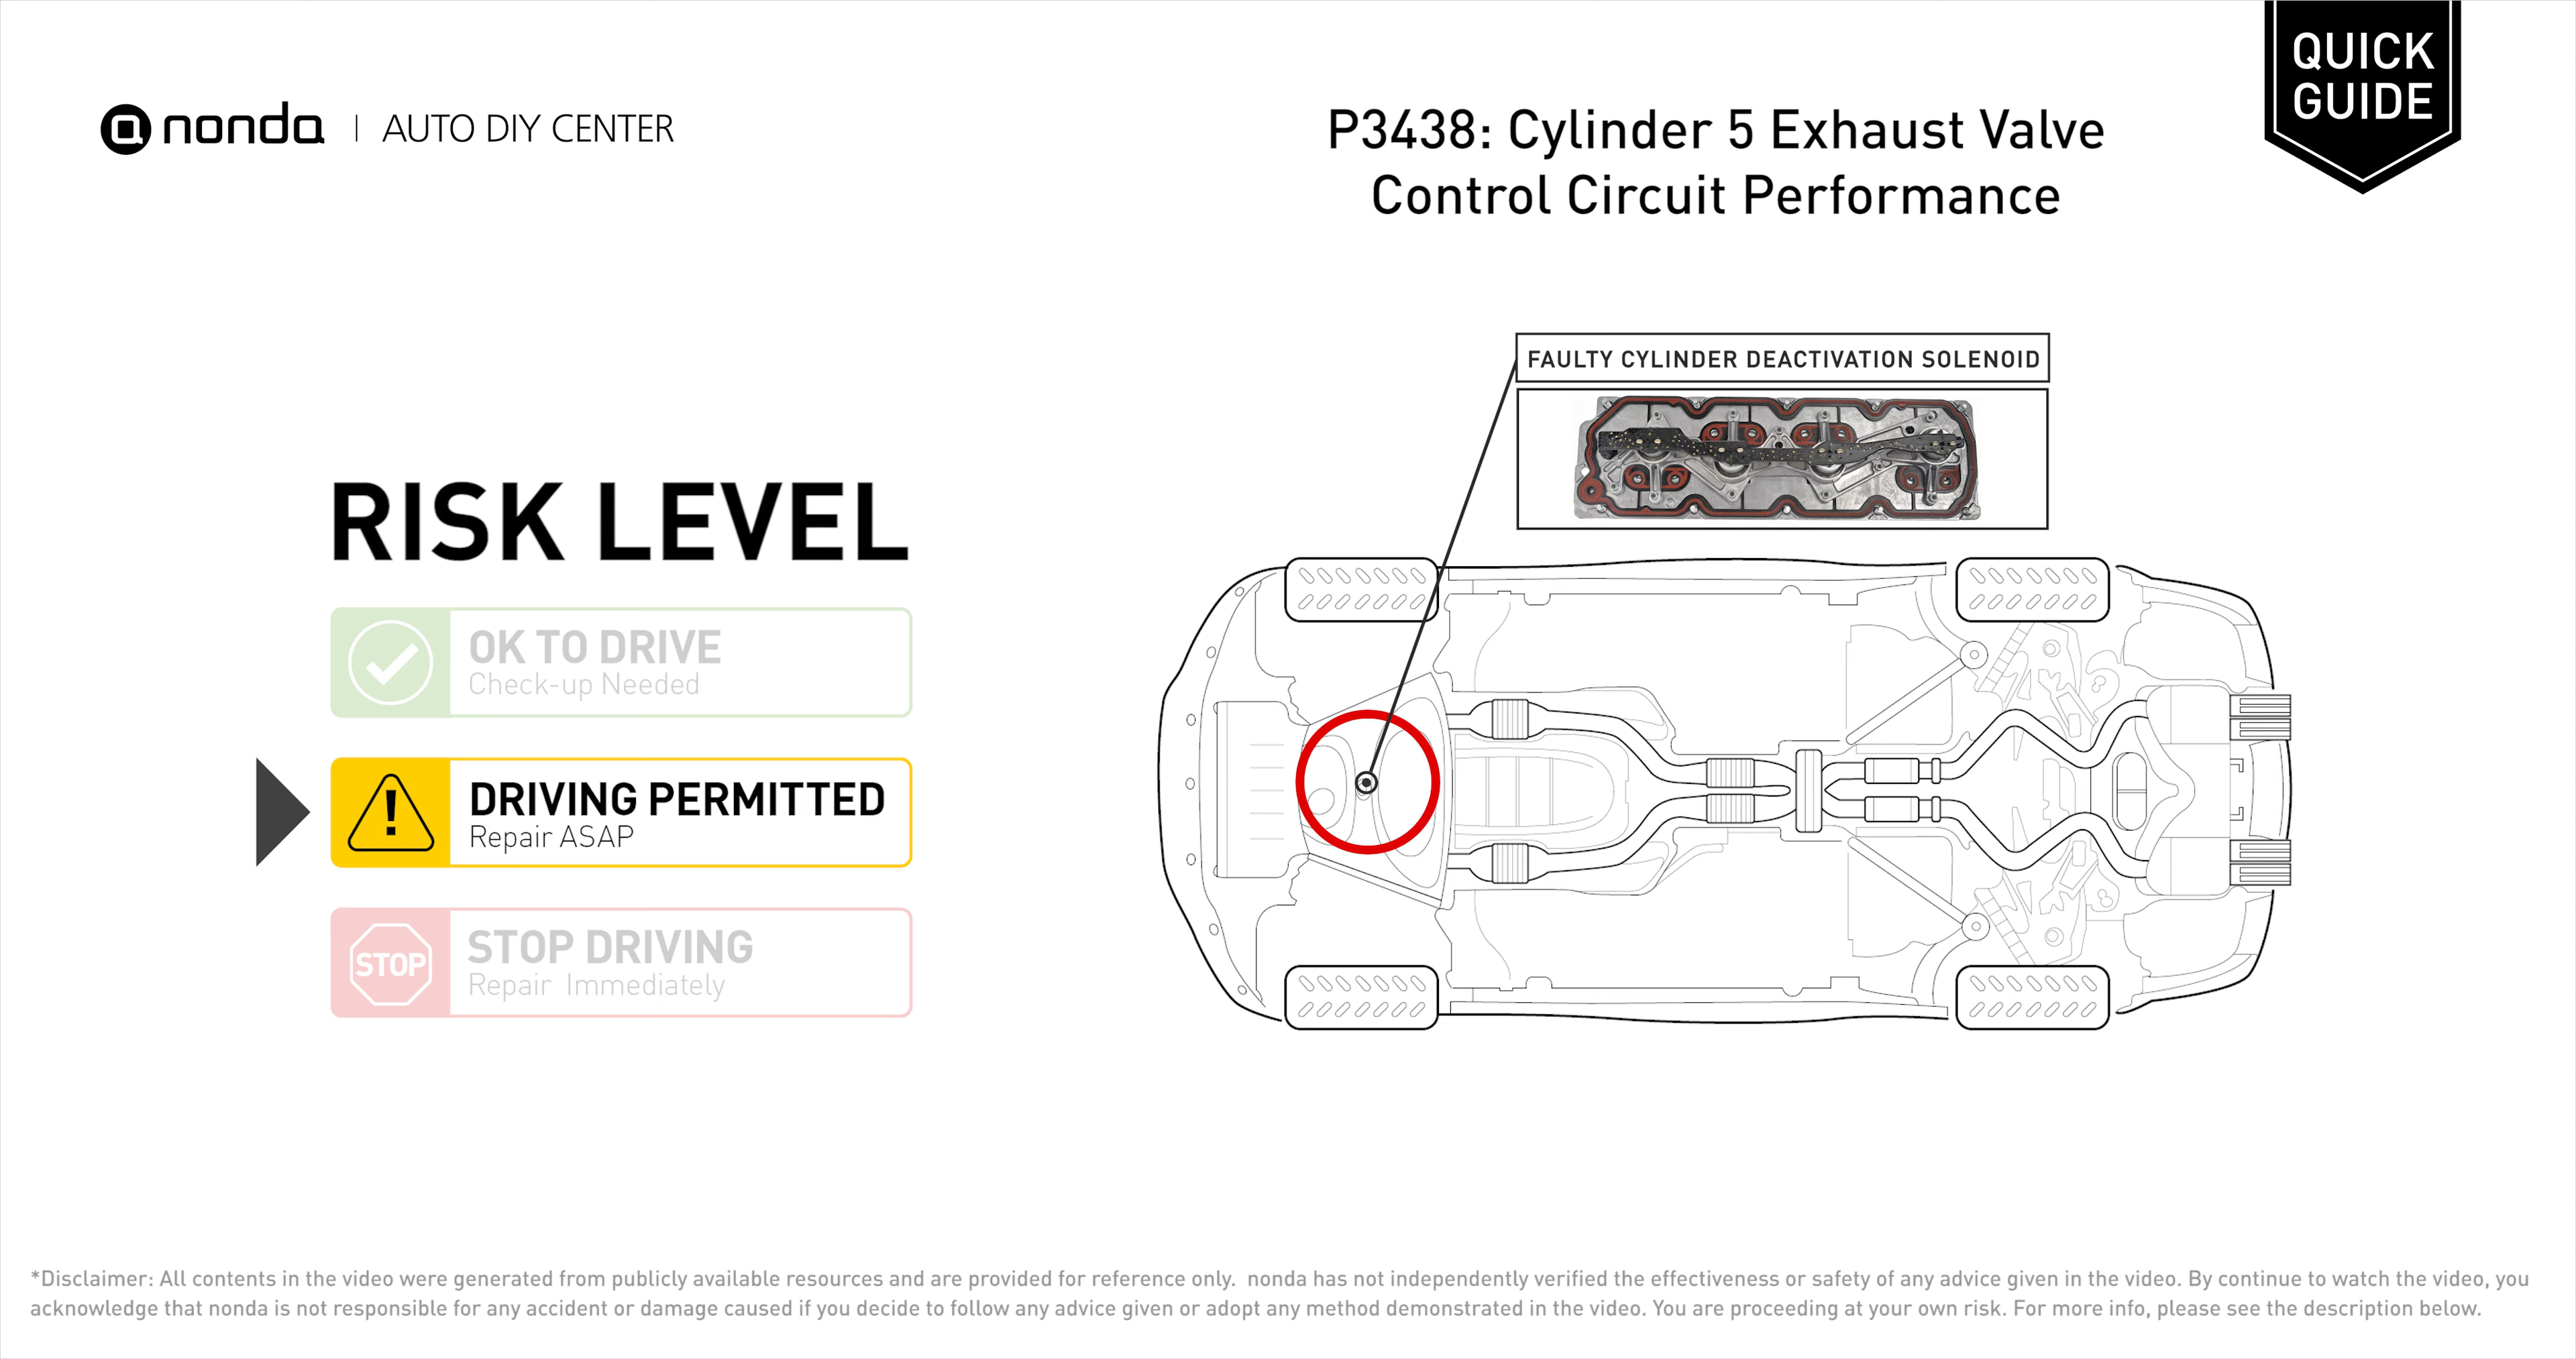 QUICK
GUIDE
nonda | AUTO DIY CENTER
P3438: Cylinder 5 Exhaust Valve
Control Circuit Performance
FAULTY CYLINDER DEACTIVATION SOLENOID
RISK LEVEL
OK TO DRIVE
Check-up Needed
!
DRIVING PERMITTED
Repair ASAP
STOP
STOP DRIVING
Repair Immediately
*Disclaimer: All contents in the video were generated from publicly available resources and are provided for reference only. nonda has not independently verified the effectiveness or safety of any advice given in the video. By continue to watch the video, you
acknowledge that nonda is not responsible for any accident or damage caused if you decide to follow any advice given or adopt any method demonstrated in the video. You are proceeding at your own risk. For more info, please see the description below.